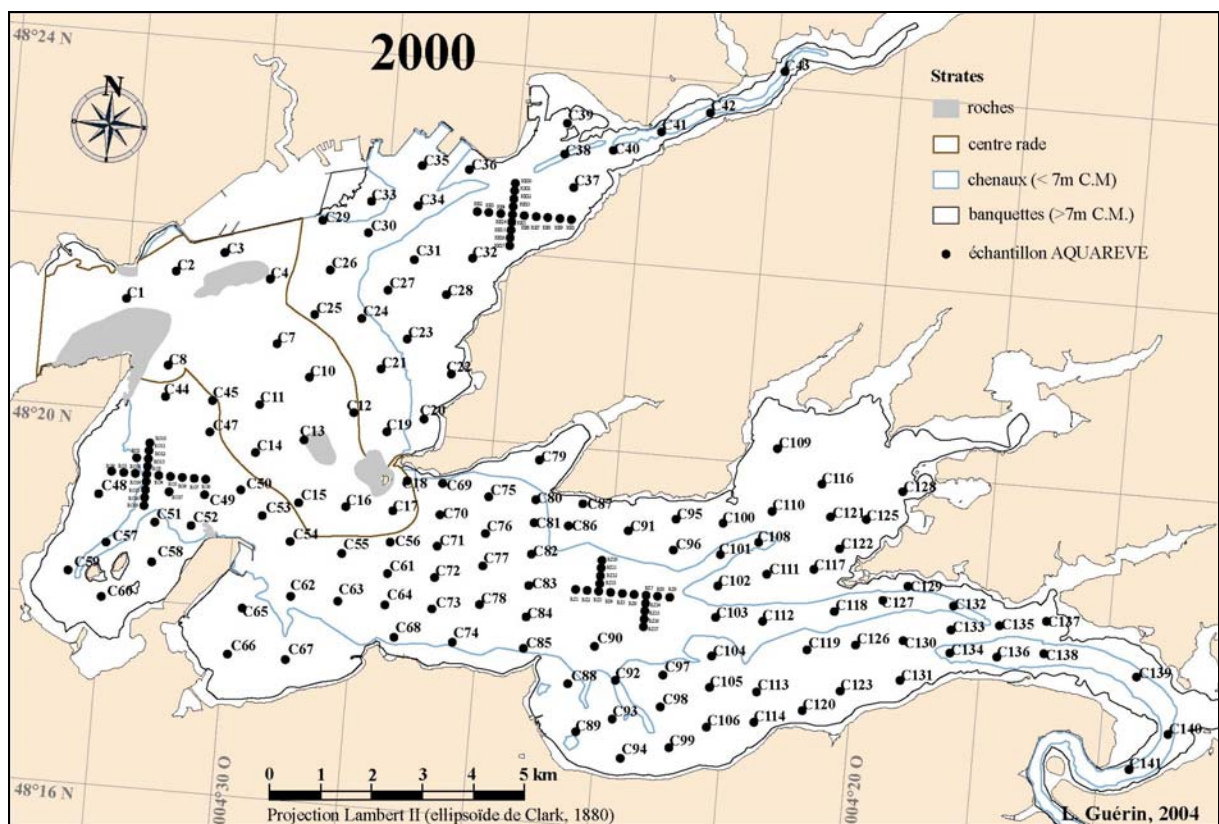 48°24 N
2000
N
Strates
roches
centre rade
chenaux (< 7m C.M)
banquettes (>7m C.M.)
échantillon AQUAREVE
C43
C42
C39
C41
C38
C40
C35
C36
C37
C33
C34
C29
C30
C3
C2
C4
C31
C32
C26
C1
C27
C28
C25
C24
C7
C23
C8
C21
C22
C10
C44
C45
C11
C12
C20
48°20 N
C47
C19
C13
C14
C109
C79
C18
C69
C116
C48
C49
C50
C75
C128
C15
C16
C17
C80
C87
C110
C51
C52
C53
C70
C81
C86
C91
C95
C100
C121
C125
C57
C54
C76
C55
C56
C71
C82
C96
C101
C108
C122
C59
C58
C77
C61
C72
C111
C117
C60
C62
C83
C102
C129
C63
C64
C73
C78
C127
C132
C65
C84
C103
C112
C118
C133
C135
C137
C68
C74
C85
C90
C126
C130
C66
C67
C104
C119
C134
C136
C138
C88
C92
C97
C105
C113
C123
C131
C139
C98
C93
C89
C106
C114
C120
C140
C94
C99
C141
48°16 N
004°30 O
004°20 O
0 1 2 3 4 5 km
Projection Lambert II (ellipsoïde de Clark, 1880)
L. Guérin, 2004